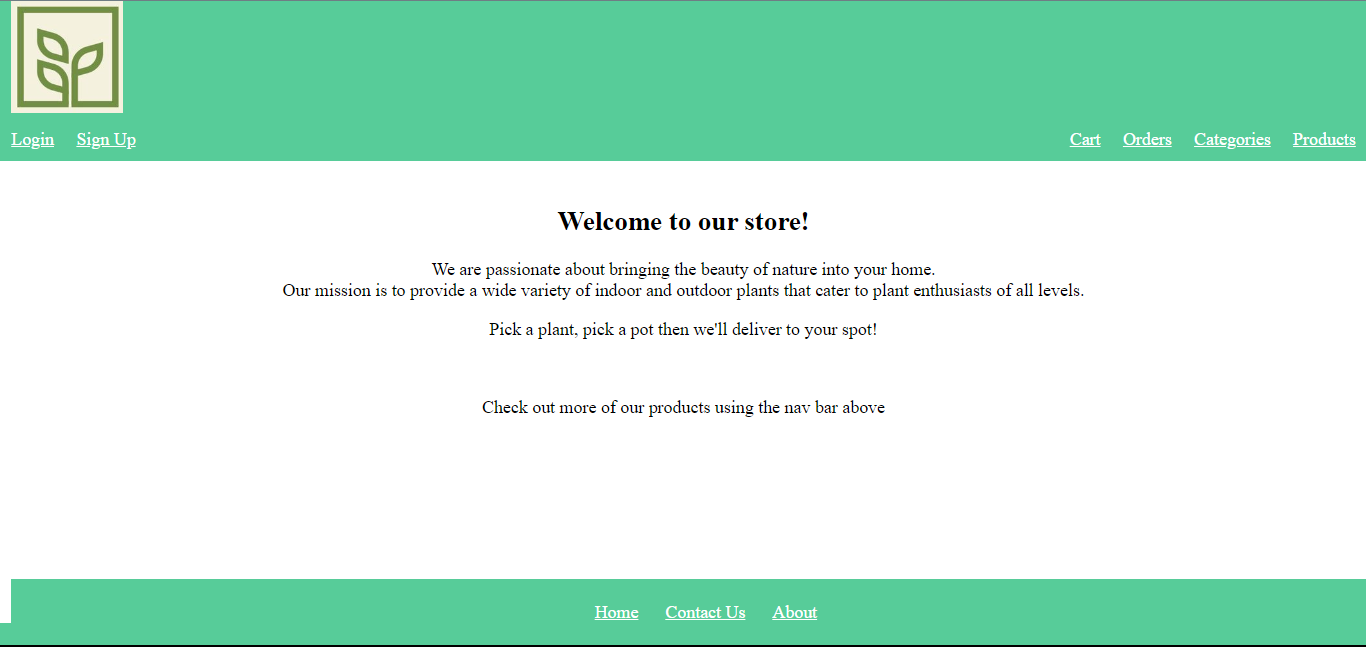 Login Sign Up Cart Orders Categories Products
Welcome to our store!
We are passionate about bringing the beauty of nature into your home.
Our mission is to provide a wide variety of indoor and outdoor plants that cater to plant enthusiasts of all levels.
Pick a plant, pick a pot then we'll deliver to your spot!
Check out more of our products using the nav bar above
Home Contact Us About